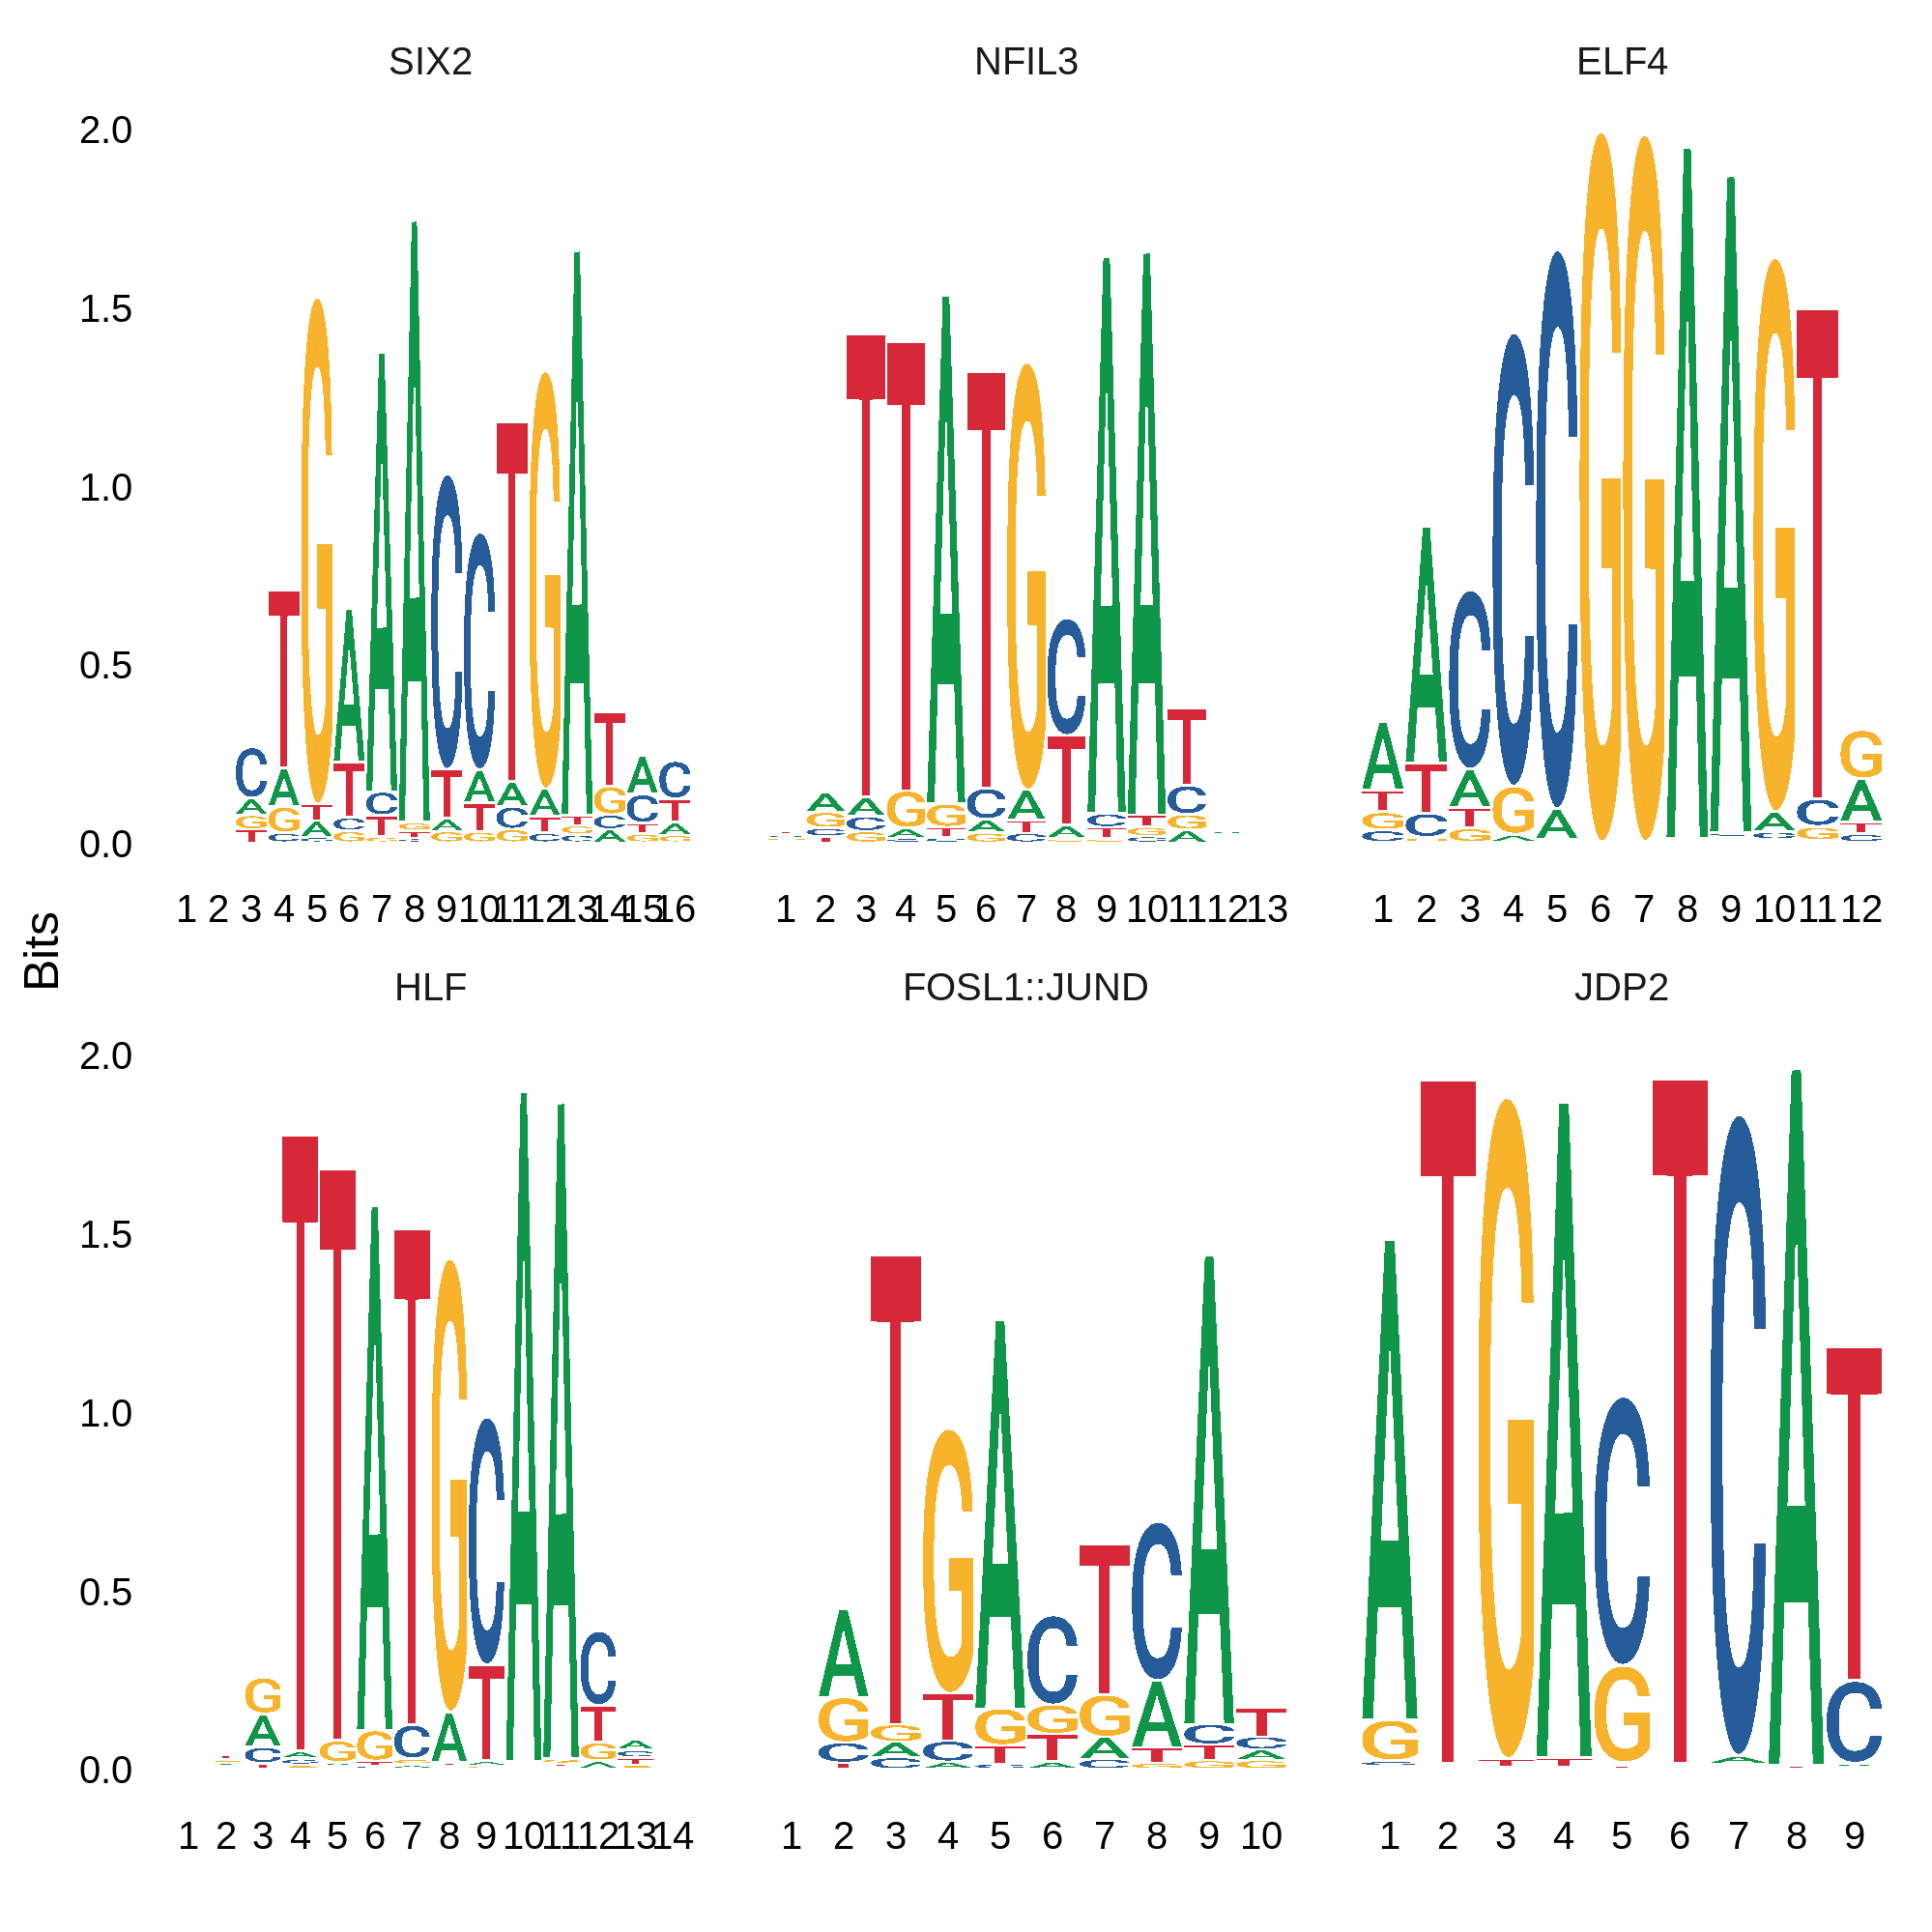 SIX2 NFIL3 ELF4
2.0
1.5
1.0
0.5
0.0
1 2 3 4 5 6 7 8 9 10 11 12 13 14 15 16
1 2 3 4 5 6 7 8 9 10 11 12 13
1 2 3 4 5 6 7 8 9 10 11 12
Bits
HLF FOSL1::JUND JDP2
2.0
1.5
1.0
0.5
0.0
1 2 3 4 5 6 7 8 9 10 11 12 13 14
1 2 3 4 5 6 7 8 9 10
1 2 3 4 5 6 7 8 9